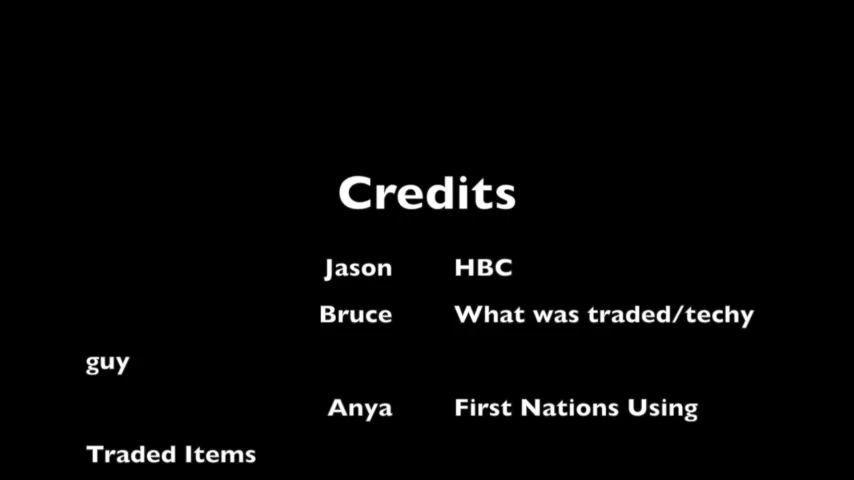 Credits
Jason HBC
Bruce What was traded/techy
guy
Anya First Nations Using
Traded Items